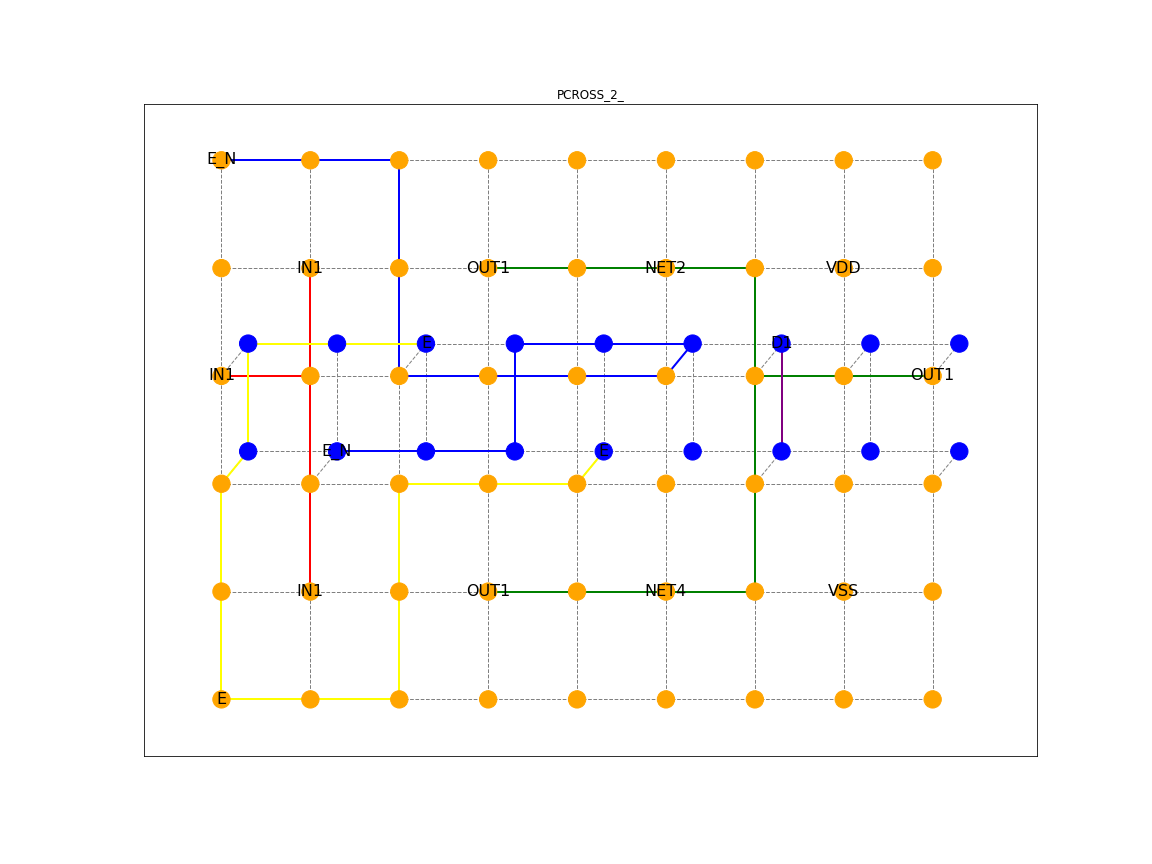 PCROSS_2_
E_N
IN1 OUT1 NET2 VDD
E D1
IN1 OUT1
E_N E
IN1 OUT1 NET4 VSS
E